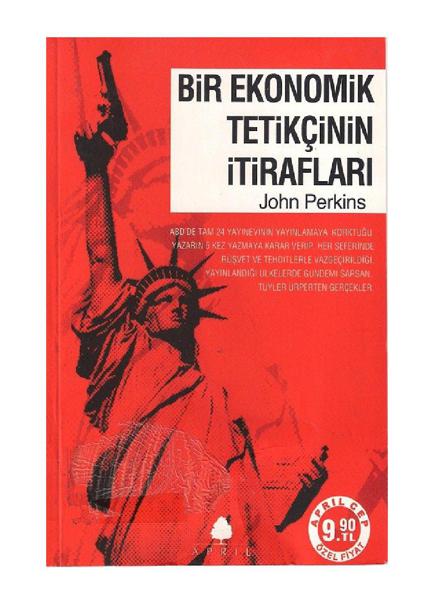 BİR EKONOMİK
TETİKÇİNİN
İTİRAFLARI
John Perkins
ABD'DE TAM 24 YAYINEVİNİN YAYINLAMAYA KORKTUĞU,
YAZARIN 5 KEZ YAZMAYA KARAR VERİP, HER SEFERİNDE
RÜŞVET VE TEHDİTLERLE VAZGEÇİRİLDİĞİ,
YAYINLANDIĞI ÜLKELERDE GÜNDEMİ SARSAN,
TÜYLER ÜRPERTEN GERÇEKLER.
APRIL CEP
9.90
TL
ÖZEL FİYAT
APRIL